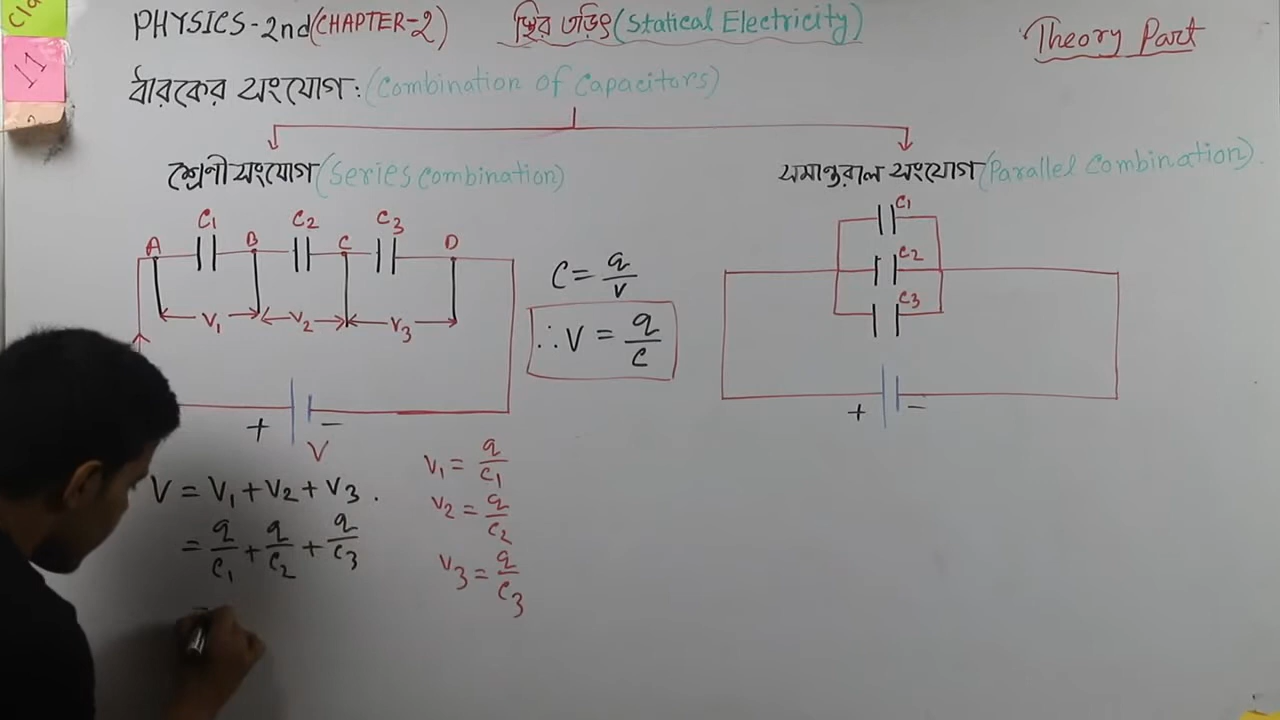 Cla
11
PHYSICS-2nd (CHAPTER-2)
স্থির তড়িৎ (Statical Electricity)
Theory Part
ধারকের সংযোগ: (Combination of Capacitors)
শ্রেণী সংযোগ (Series Combination)
A C1 B C2 C C3 D
V1 V2 V3
+ −
V
C = q/v
∴ V = q/c
V = V1 + V2 + V3 .
= q/c1 + q/c2 + q/c3
V1 = q/c1
V2 = q/c2
V3 = q/c3
সমান্তরাল সংযোগ (Parallel Combination)
C1
C2
C3
+ −